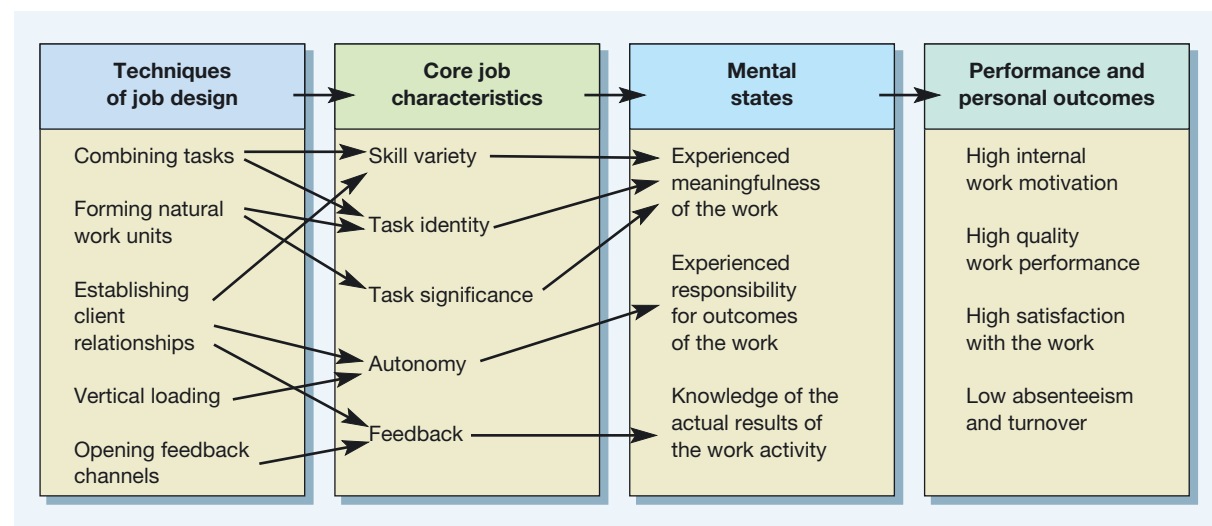 Techniques
of job design
Core job
characteristics
Mental
states
Performance and
personal outcomes
Combining tasks
Forming natural
work units
Establishing
client
relationships
Vertical loading
Opening feedback
channels
Skill variety
Task identity
Task significance
Autonomy
Feedback
Experienced
meaningfulness
of the work
Experienced
responsibility
for outcomes
of the work
Knowledge of the
actual results of
the work activity
High internal
work motivation
High quality
work performance
High satisfaction
with the work
Low absenteeism
and turnover